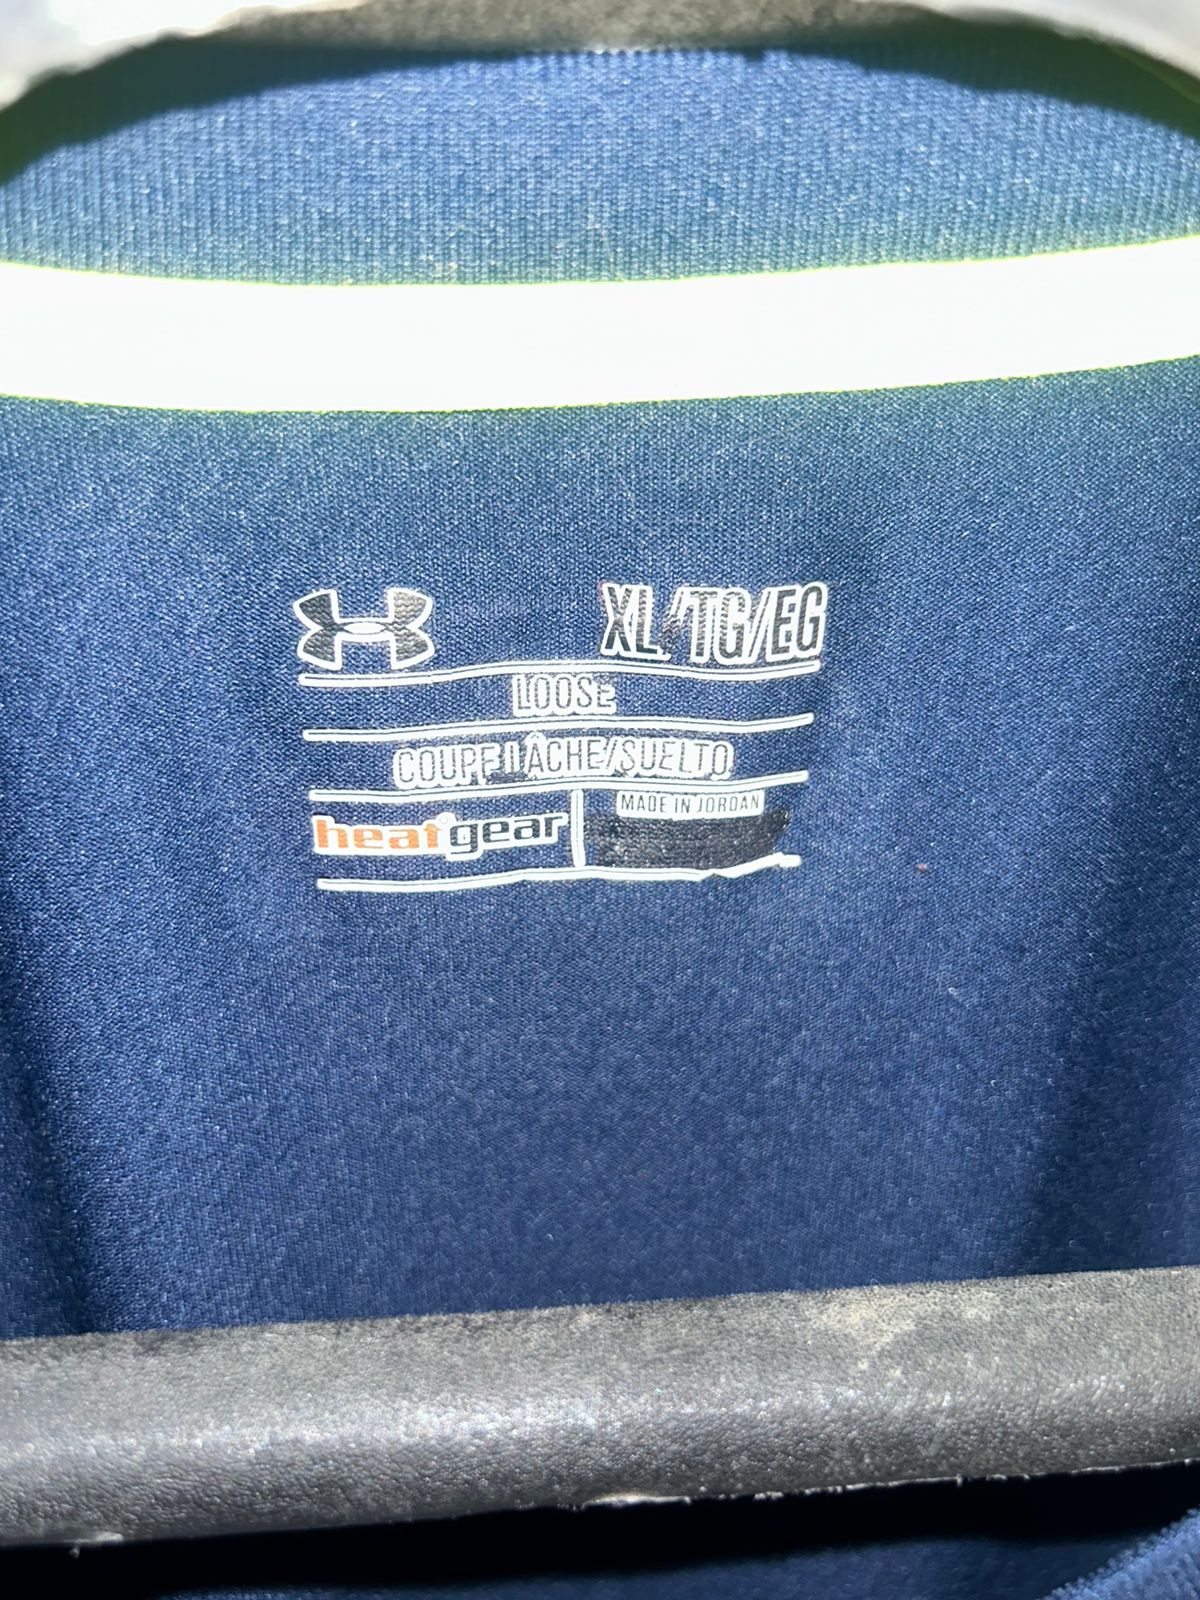 XL/TG/EG
LOOSE
COUPE LÂCHE/SUELTO
heatgear
MADE IN JORDAN